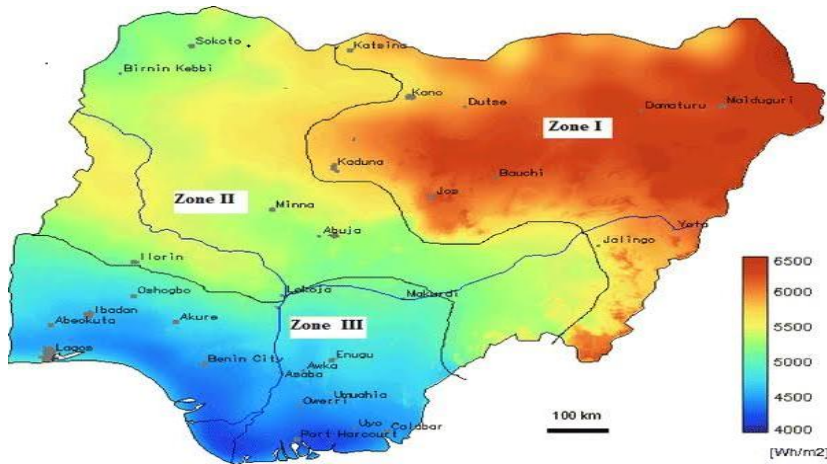 Sokoto
Katsina
Birnin Kebbi
Kano
Dutse
Damaturu
Maiduguri
Zone I
Kaduna
Bauchi
Jos
Zone II
Minna
Abuja
Yola
Jalingo
Ilorin
Oshogbo
Lokoja
Makurdi
Ibadan
Abeokuta
Akure
Zone III
Lagos
Benin City
Enugu
Awka
Asaba
Umuahia
Owerri
Uyo
Calabar
Port Harcourt
100 km
6500
6000
5500
5000
4500
4000
[Wh/m2]